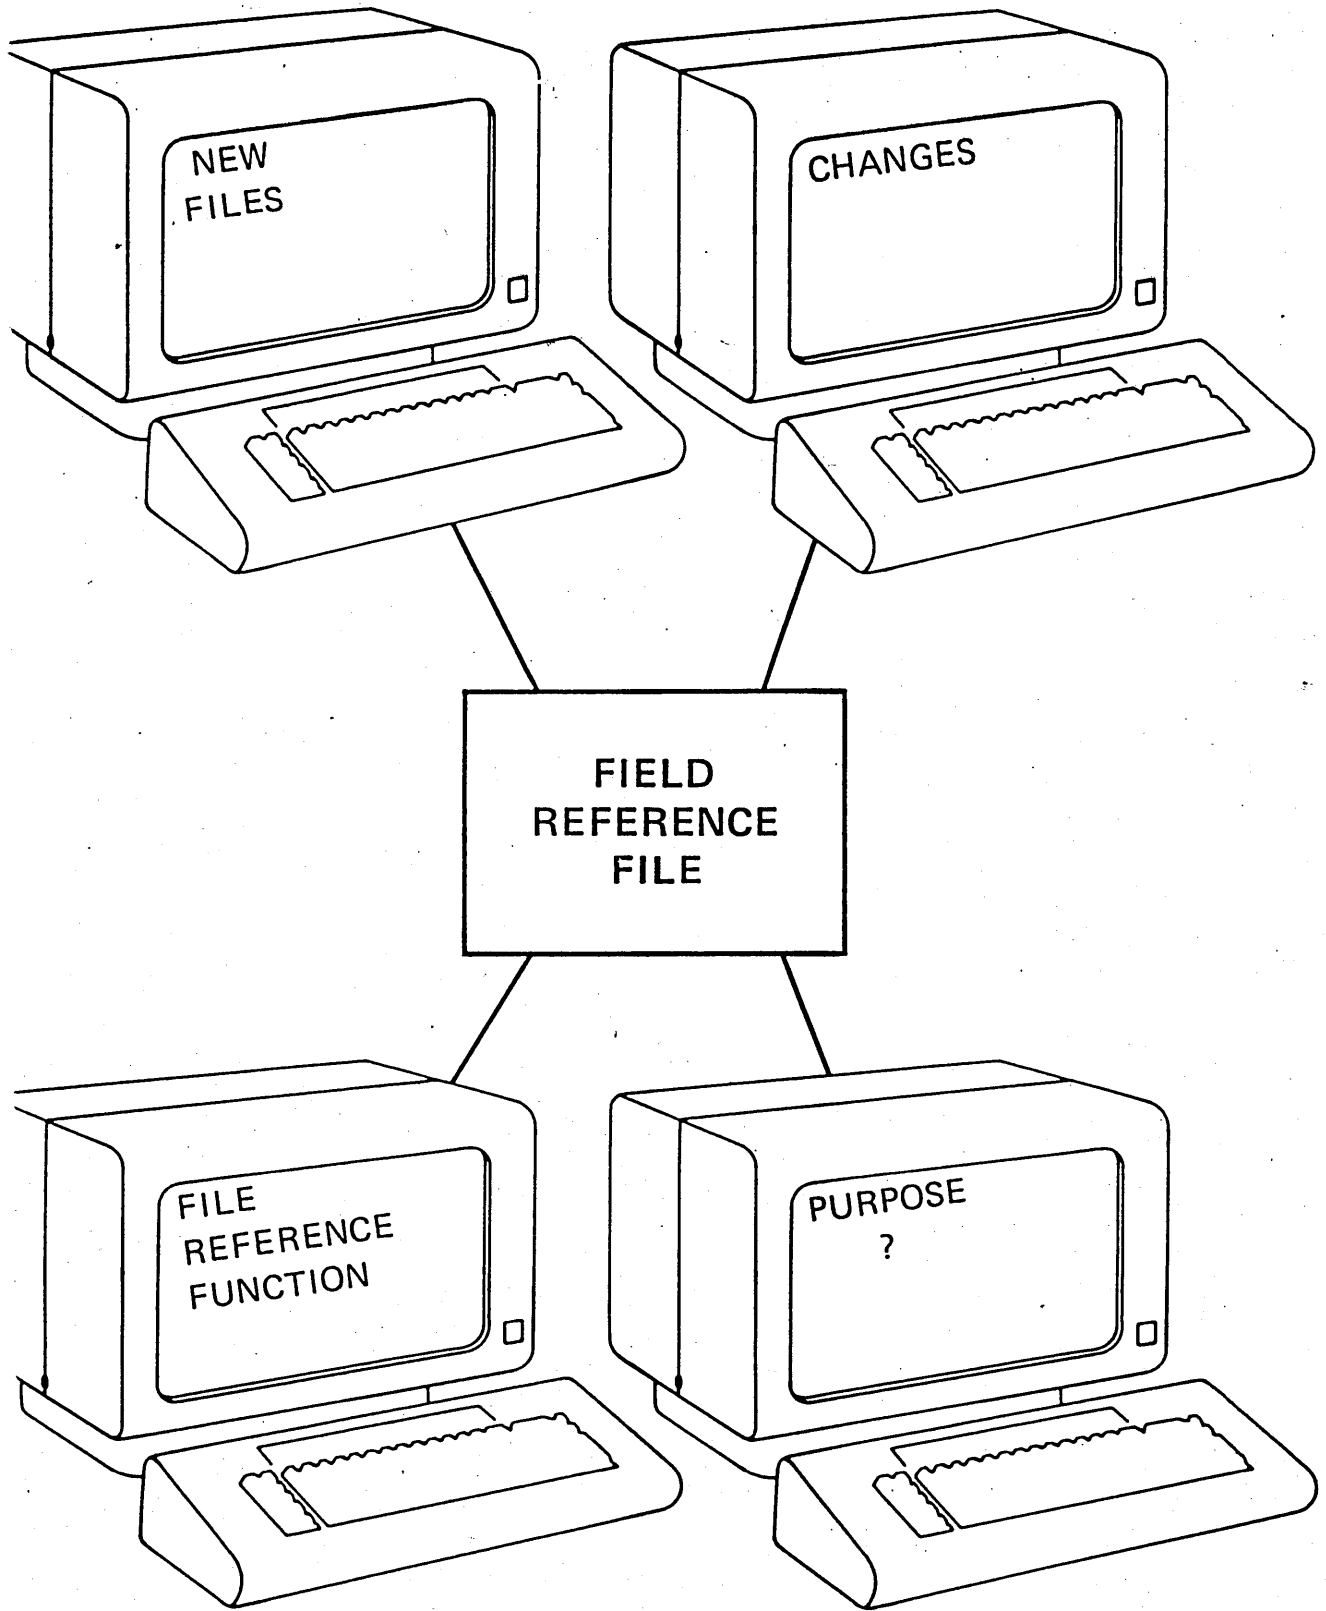 NEW
FILES
CHANGES
FIELD
REFERENCE
FILE
FILE
REFERENCE
FUNCTION
PURPOSE
?